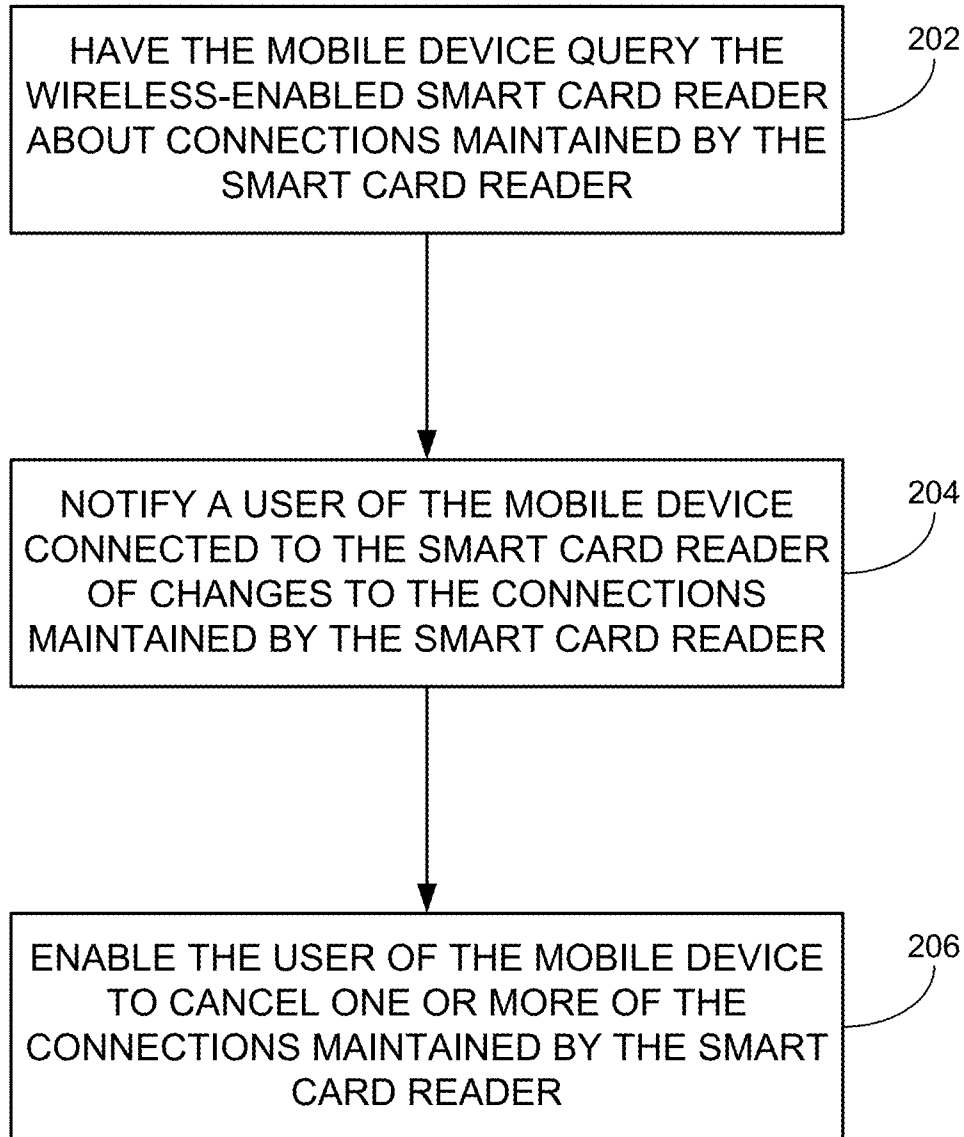 HAVE THE MOBILE DEVICE QUERY THE
WIRELESS-ENABLED SMART CARD READER
ABOUT CONNECTIONS MAINTAINED BY THE
SMART CARD READER
202
NOTIFY A USER OF THE MOBILE DEVICE
CONNECTED TO THE SMART CARD READER
OF CHANGES TO THE CONNECTIONS
MAINTAINED BY THE SMART CARD READER
204
ENABLE THE USER OF THE MOBILE DEVICE
TO CANCEL ONE OR MORE OF THE
CONNECTIONS MAINTAINED BY THE SMART
CARD READER
206